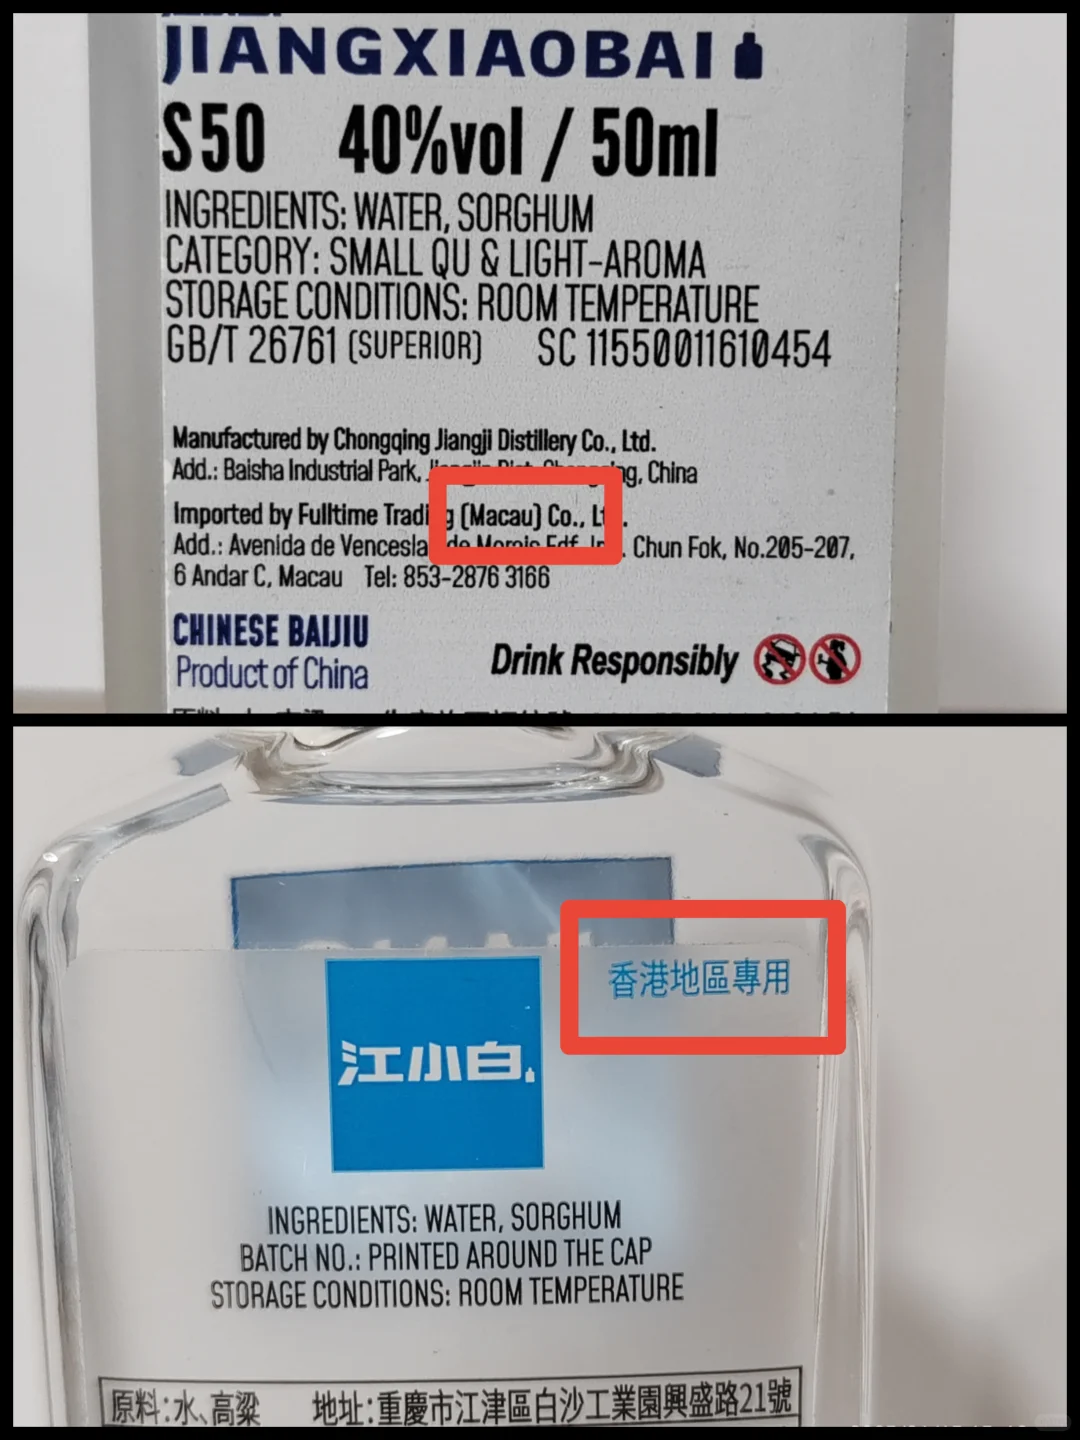 JIANGXIAOBAI
S50 40%vol / 50ml
INGREDIENTS: WATER, SORGHUM
CATEGORY: SMALL QU & LIGHT-AROMA
STORAGE CONDITIONS: ROOM TEMPERATURE
GB/T 26761 (SUPERIOR) SC 11550011610454
Manufactured by Chongqing Jiangji Distillery Co., Ltd.
Add.: Baisha Industrial Park, China
Imported by Fulltime Trading (Macau) Co., Lt.
Add.: Avenida de de Morais Edf. Chun Fok, No.205-207,
6 Andar C, Macau Tel: 853-2876 3166
CHINESE BAIJIU
Product of China Drink Responsibly
香港地區專用
江小白
INGREDIENTS: WATER, SORGHUM
BATCH NO.: PRINTED AROUND THE CAP
STORAGE CONDITIONS: ROOM TEMPERATURE
原料:水、高粱 地址:重慶市江津區白沙工業園興盛路21號